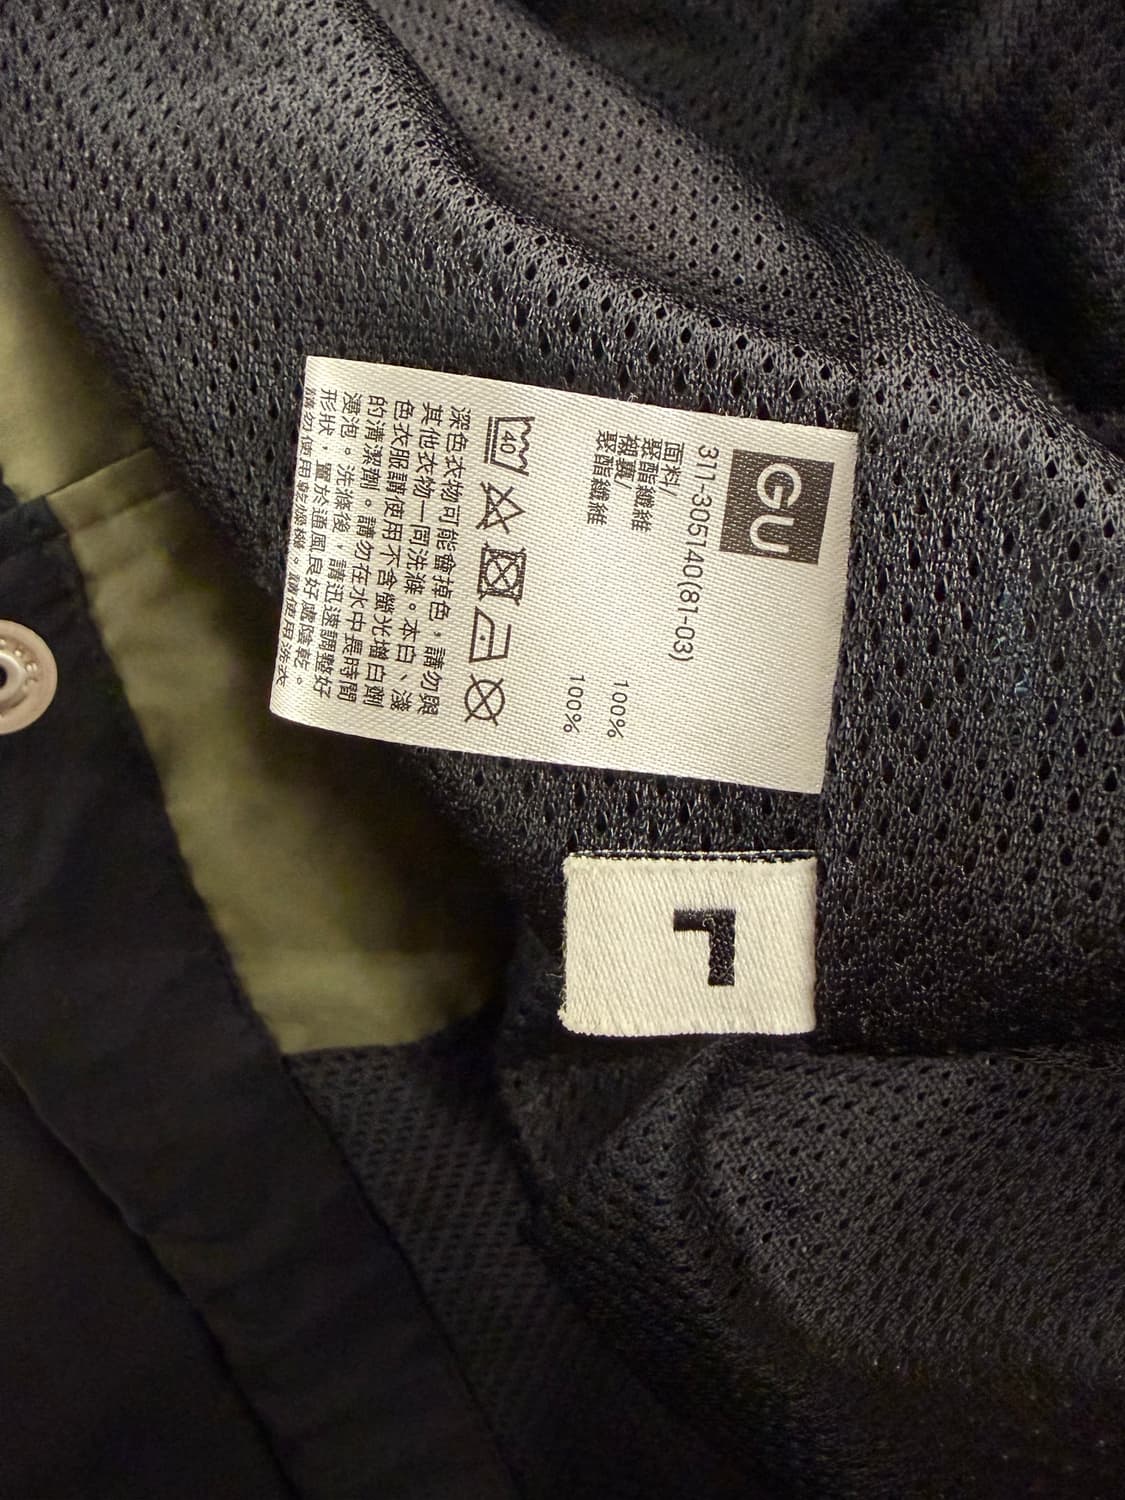 GU
311-305140(81-03)
面料/
聚酯纖維 100%
裡層/
聚酯纖維 100%
40
深色衣物可能會掉色,請勿與
其他衣物一同洗滌。本白、淺
色衣服請使用不含螢光增白劑
的清潔劑。請勿在水中長時間
浸泡。洗滌後,請迅速調整好
形狀,置於通風良好處陰乾。
請勿使用乾燥機。請使用洗衣
L